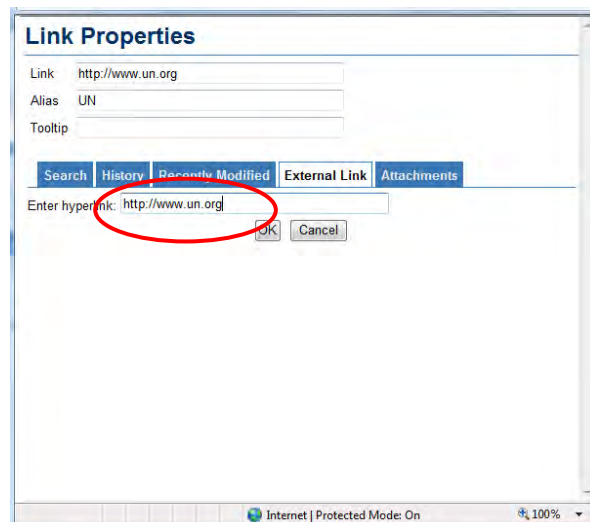 Link Properties
Link http://www.un.org
Alias UN
Tooltip
Search History Recently Modified External Link Attachments
Enter hyperlink: http://www.un.org
OK Cancel
Internet | Protected Mode: On 100%